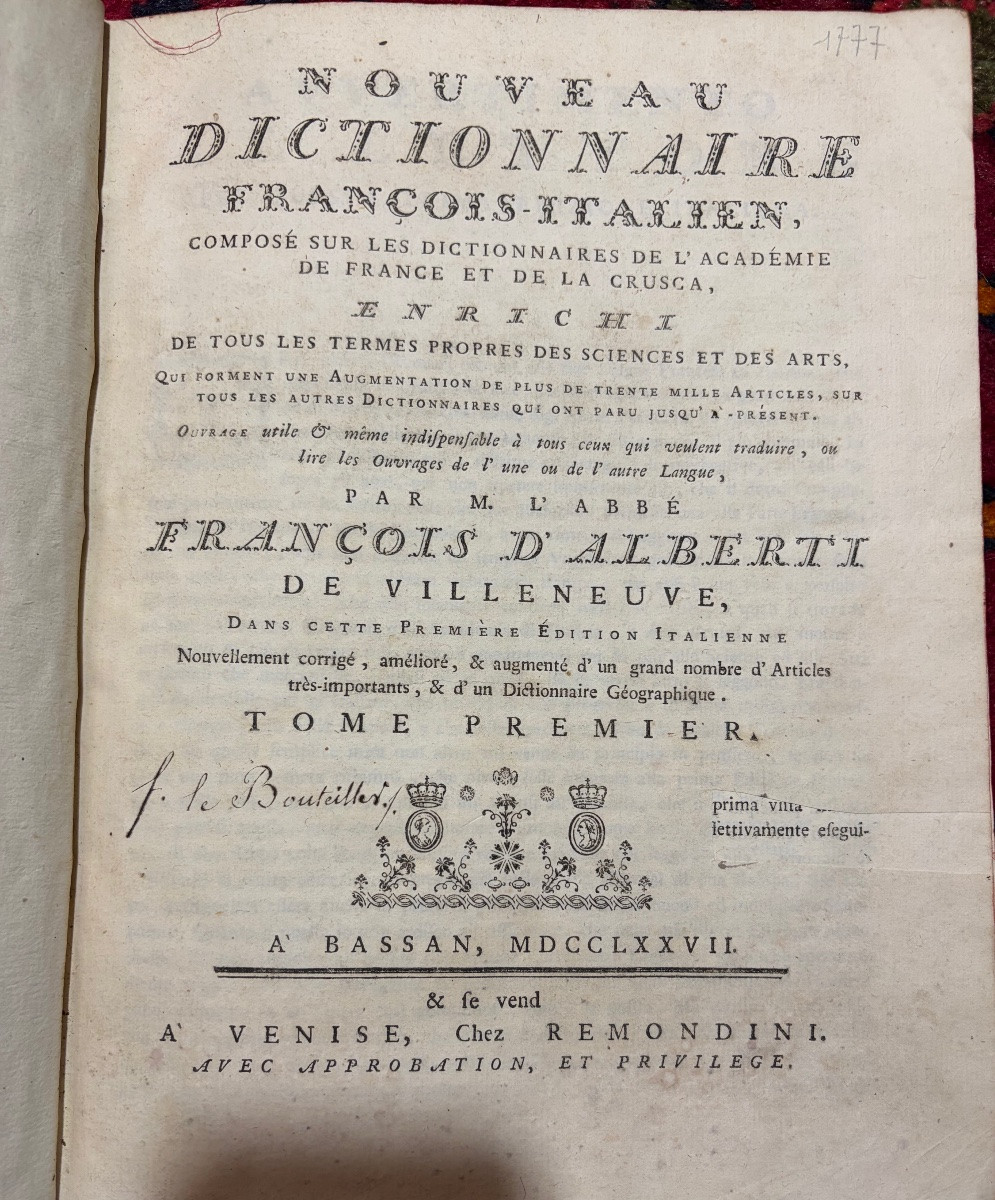 1777
NOUVEAU
DICTIONNAIRE
FRANÇOIS-ITALIEN,
COMPOSÉ SUR LES DICTIONNAIRES DE L' ACADÉMIE
DE FRANCE ET DE LA CRUSCA,
ENRICHI
DE TOUS LES TERMES PROPRES DES SCIENCES ET DES ARTS,
QUI FORMENT UNE AUGMENTATION DE PLUS DE TRENTE MILLE ARTICLES, SUR
TOUS LES AUTRES DICTIONNAIRES QUI ONT PARU JUSQU' A'-PRÉSENT.
OUVRAGE utile & même indiſpenſable à tous ceux qui veulent traduire, ou
lire les Ouvrages de l' une ou de l' autre Langue,
PAR M. L' ABBÉ
FRANÇOIS D' ALBERTI
DE VILLENEUVE,
DANS CETTE PREMIÈRE ÉDITION ITALIENNE
Nouvellement corrigé, amélioré, & augmenté d' un grand nombre d' Articles
très-importants, & d' un Dictionnaire Géographique.
TOME PREMIER.
f. le Bouteiller
prima
ſettivamente eſegui-
A' BASSAN, MDCCLXXVII.
& ſe vend
A' VENISE, Chez REMONDINI.
AVEC APPROBATION, ET PRIVILEGE.